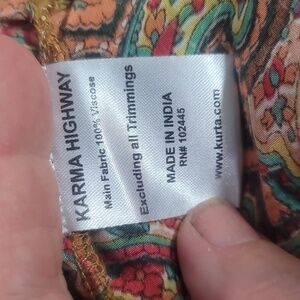 KARMA HIGHWAY
Main Fabric 100% Viscose
Excluding all Trimmings
MADE IN INDIA
RN# 102445
www.kurta.com